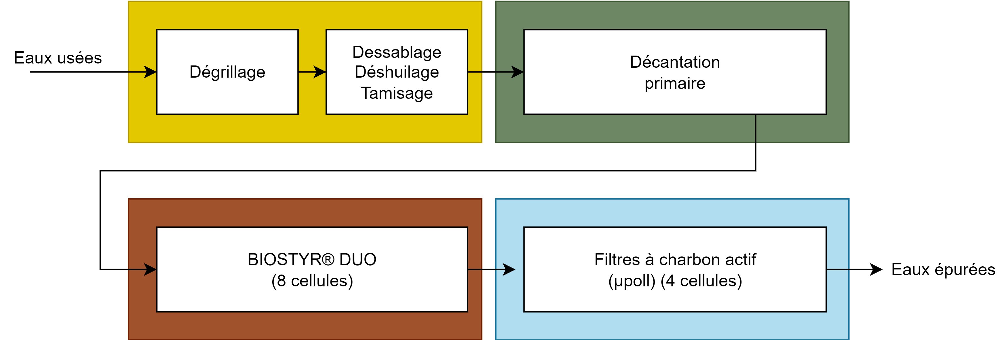 Eaux usées
Dégrillage
Dessablage
Déshuilage
Tamisage
Décantation
primaire
BIOSTYR® DUO
(8 cellules)
Filtres à charbon actif
(µpoll) (4 cellules)
Eaux épurées